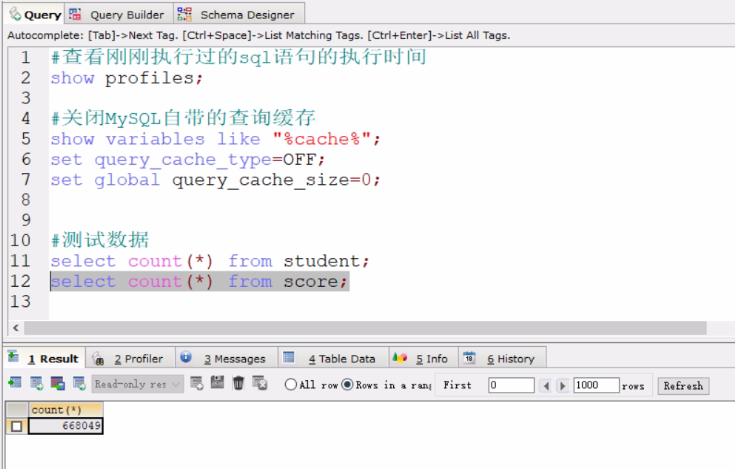 Query Query Builder Schema Designer
Autocomplete: [Tab]->Next Tag. [Ctrl+Space]->List Matching Tags. [Ctrl+Enter]->List All Tags.
1 #查看刚刚执行过的sql语句的执行时间
2 show profiles;
3
4 #关闭MySQL自带的查询缓存
5 show variables like "%cache%";
6 set query_cache_type=OFF;
7 set global query_cache_size=0;
8
9
10 #测试数据
11 select count(*) from student;
12 select count(*) from score;
13
1 Result 2 Profiler 3 Messages 4 Table Data 5 Info 6 History
Read-only res All row Rows in a rang First 0 1000 rows Refresh
count(*)
668049